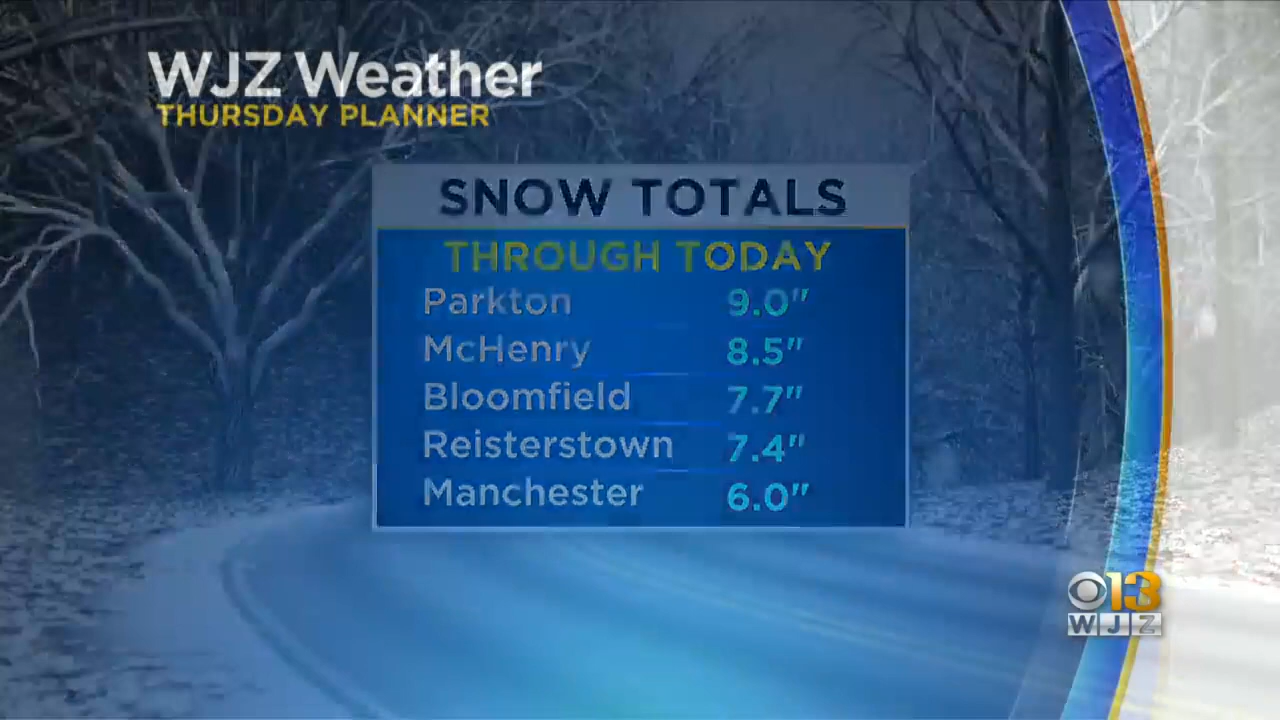 WJZ Weather
THURSDAY PLANNER
SNOW TOTALS
THROUGH TODAY
Parkton 9.0"
McHenry 8.5"
Bloomfield 7.7"
Reisterstown 7.4"
Manchester 6.0"
13
WJZ